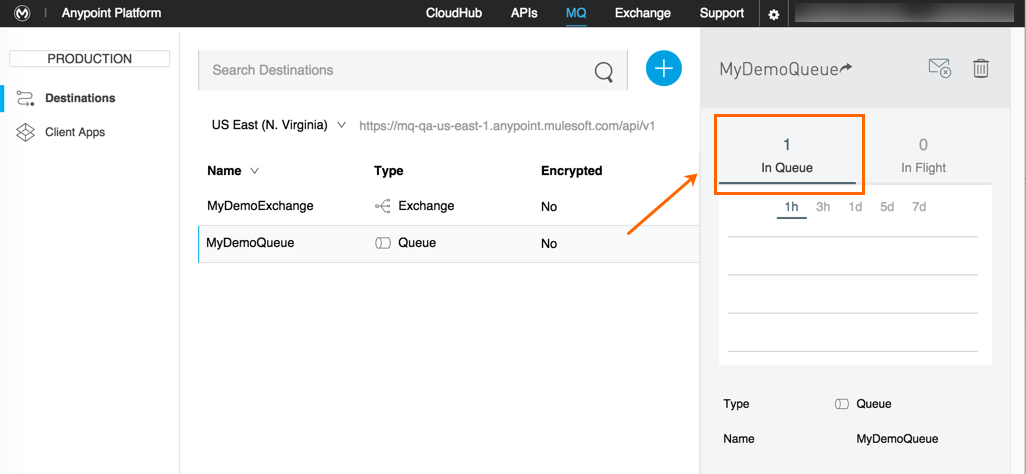 Anypoint Platform
CloudHub APIs MQ Exchange Support
PRODUCTION
Destinations
Client Apps
Search Destinations
US East (N. Virginia) https://mq-qa-us-east-1.anypoint.mulesoft.com/api/v1
Name Type Encrypted
MyDemoExchange Exchange No
MyDemoQueue Queue No
MyDemoQueue
1 0
In Queue In Flight
1h 3h 1d 5d 7d
Type Queue
Name MyDemoQueue